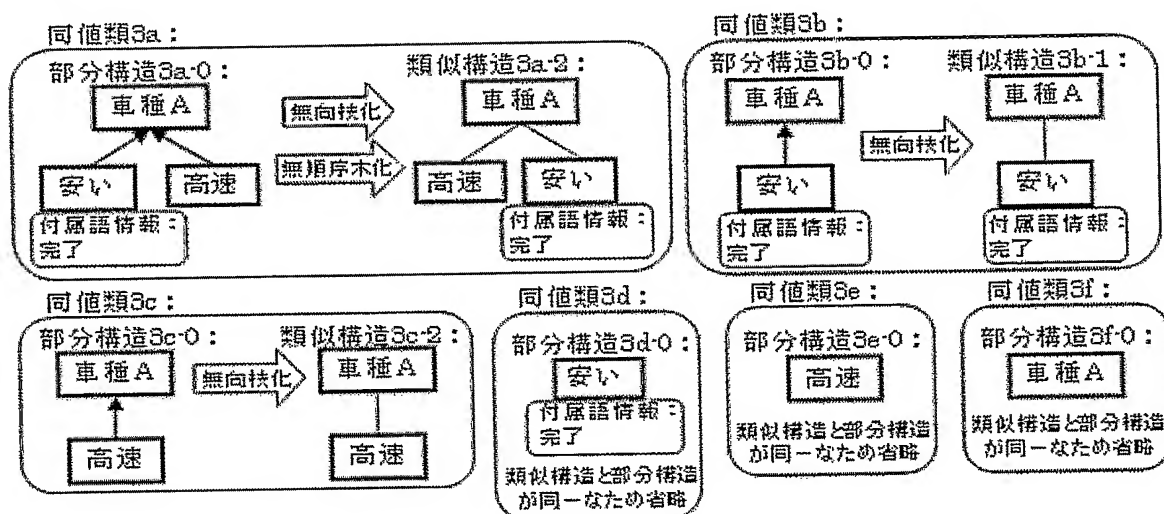 同値類3a：
部分構造3a-0：
車種A
安い
高速
付属語情報：
完了
無向枝化
無順序木化
類似構造3a-2：
車種A
高速
安い
付属語情報：
完了
同値類3b：
部分構造3b-0：
車種A
安い
付属語情報：
完了
無向枝化
類似構造3b-1：
車種A
安い
付属語情報：
完了
同値類3c：
部分構造3c-0：
車種A
高速
無向枝化
類似構造3c-2：
車種A
高速
同値類3d：
部分構造3d-0：
安い
付属語情報：
完了
類似構造と部分構造
が同一なため省略
同値類3e：
部分構造3e-0：
高速
類似構造と部分構造
が同一なため省略
同値類3f：
部分構造3f-0：
車種A
類似構造と部分構造
が同一なため省略